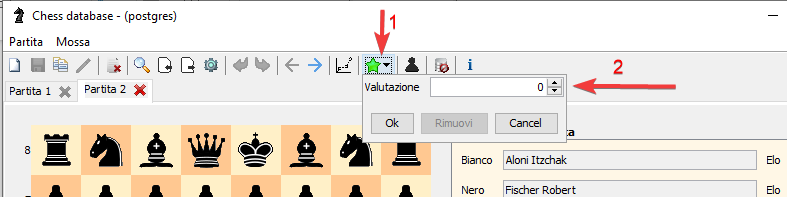 Chess database - (postgres)
1
Partita Mossa
i
Partita 1 Partita 2
Valutazione 0
2
Ok Rimuovi Cancel
8
Bianco Aloni Itzchak Elo
Nero Fischer Robert Elo